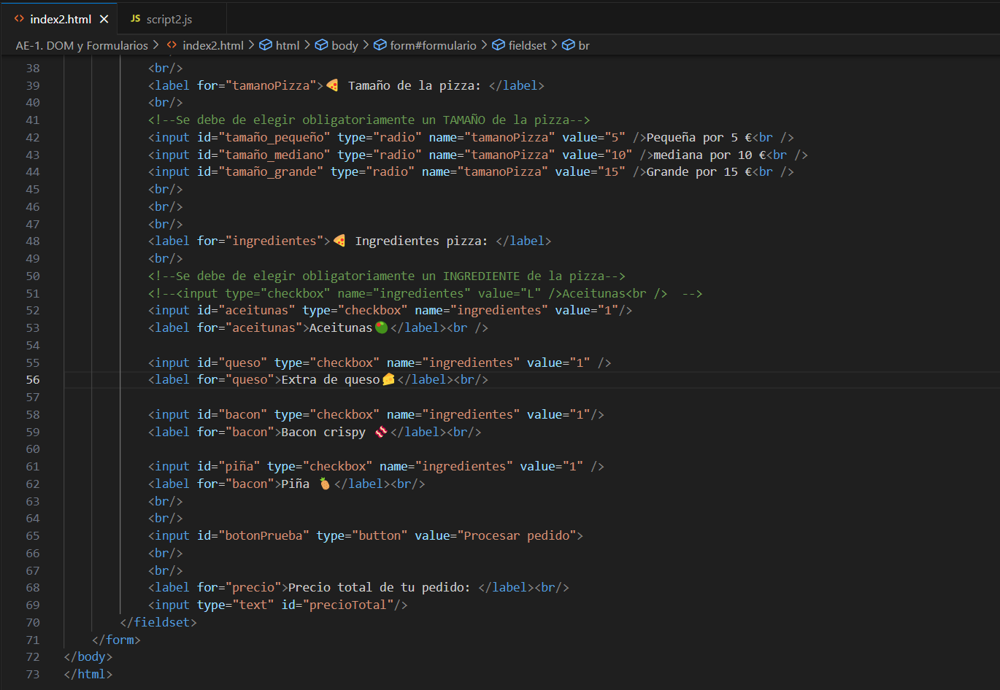 <> index2.html ×
JS script2.js
AE-1. DOM y Formularios > <> index2.html > html > body > form#formulario > fieldset > br
38 <br/>
39 <label for="tamanoPizza">🍕 Tamaño de la pizza: </label>
40 <br/>
41 <!--Se debe de elegir obligatoriamente un TAMAÑO de la pizza-->
42 <input id="tamaño_pequeño" type="radio" name="tamanoPizza" value="5" />Pequeña por 5 €<br />
43 <input id="tamaño_mediano" type="radio" name="tamanoPizza" value="10" />mediana por 10 €<br />
44 <input id="tamaño_grande" type="radio" name="tamanoPizza" value="15" />Grande por 15 €<br />
45 <br/>
46 <br/>
47 <br/>
48 <label for="ingredientes">🍕 Ingredientes pizza: </label>
49 <br/>
50 <!--Se debe de elegir obligatoriamente un INGREDIENTE de la pizza-->
51 <!--<input type="checkbox" name="ingredientes" value="L" />Aceitunas<br />  -->
52 <input id="aceitunas" type="checkbox" name="ingredientes" value="1"/>
53 <label for="aceitunas">Aceitunas🫒</label><br />
54
55 <input id="queso" type="checkbox" name="ingredientes" value="1" />
56 <label for="queso">Extra de queso🧀</label><br/>
57
58 <input id="bacon" type="checkbox" name="ingredientes" value="1"/>
59 <label for="bacon">Bacon crispy 🥓</label><br/>
60
61 <input id="piña" type="checkbox" name="ingredientes" value="1" />
62 <label for="bacon">Piña 🍍</label><br/>
63 <br/>
64 <br/>
65 <input id="botonPrueba" type="button" value="Procesar pedido">
66 <br/>
67 <br/>
68 <label for="precio">Precio total de tu pedido: </label><br/>
69 <input type="text" id="precioTotal"/>
70 </fieldset>
71 </form>
72 </body>
73 </html>